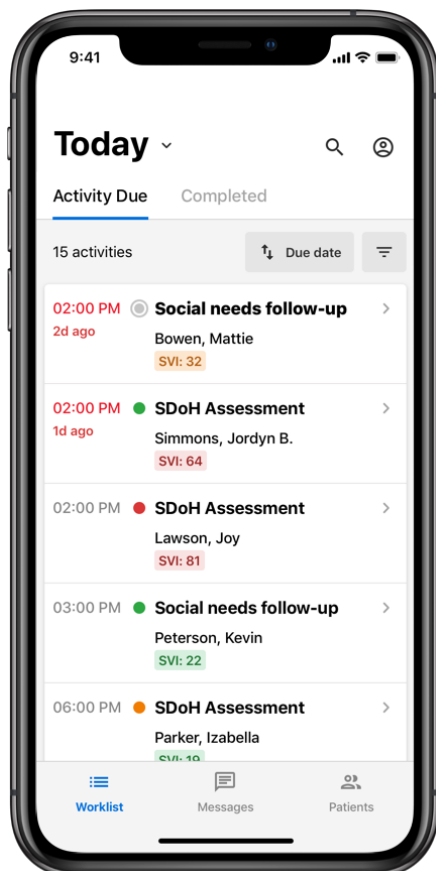 9:41
Today
Activity Due Completed
15 activities Due date
02:00 PM Social needs follow-up
2d ago
Bowen, Mattie
SVI: 32
02:00 PM SDoH Assessment
1d ago
Simmons, Jordyn B.
SVI: 64
02:00 PM SDoH Assessment
Lawson, Joy
SVI: 81
03:00 PM Social needs follow-up
Peterson, Kevin
SVI: 22
06:00 PM SDoH Assessment
Parker, Izabella
SVI: 19
Worklist Messages Patients